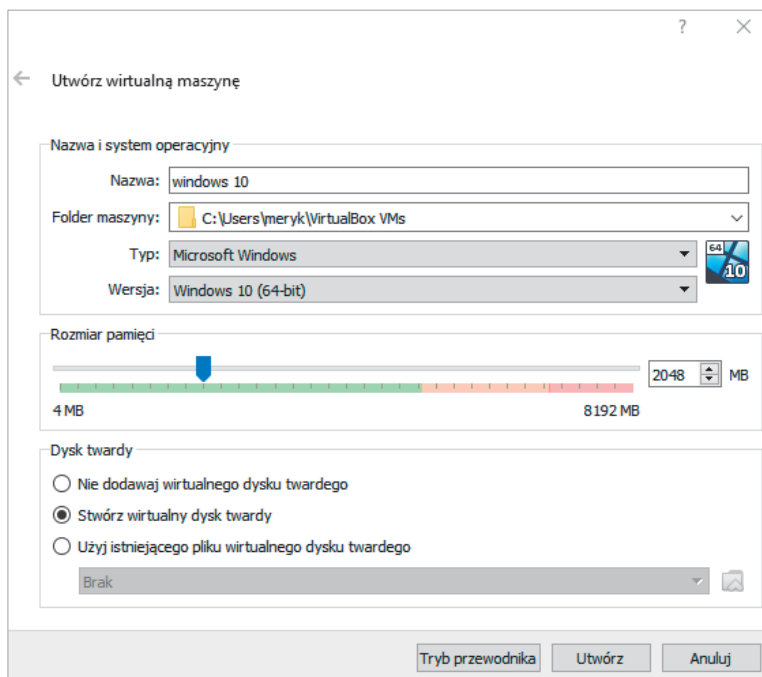 ?
Utwórz wirtualną maszynę
Nazwa i system operacyjny
Nazwa: windows 10
Folder maszyny: C:\Users\meryk\VirtualBox VMs
Typ: Microsoft Windows
64
10
Wersja: Windows 10 (64-bit)
Rozmiar pamięci
2048 MB
4 MB 8192 MB
Dysk twardy
Nie dodawaj wirtualnego dysku twardego
Stwórz wirtualny dysk twardy
Użyj istniejącego pliku wirtualnego dysku twardego
Brak
Tryb przewodnika Utwórz Anuluj